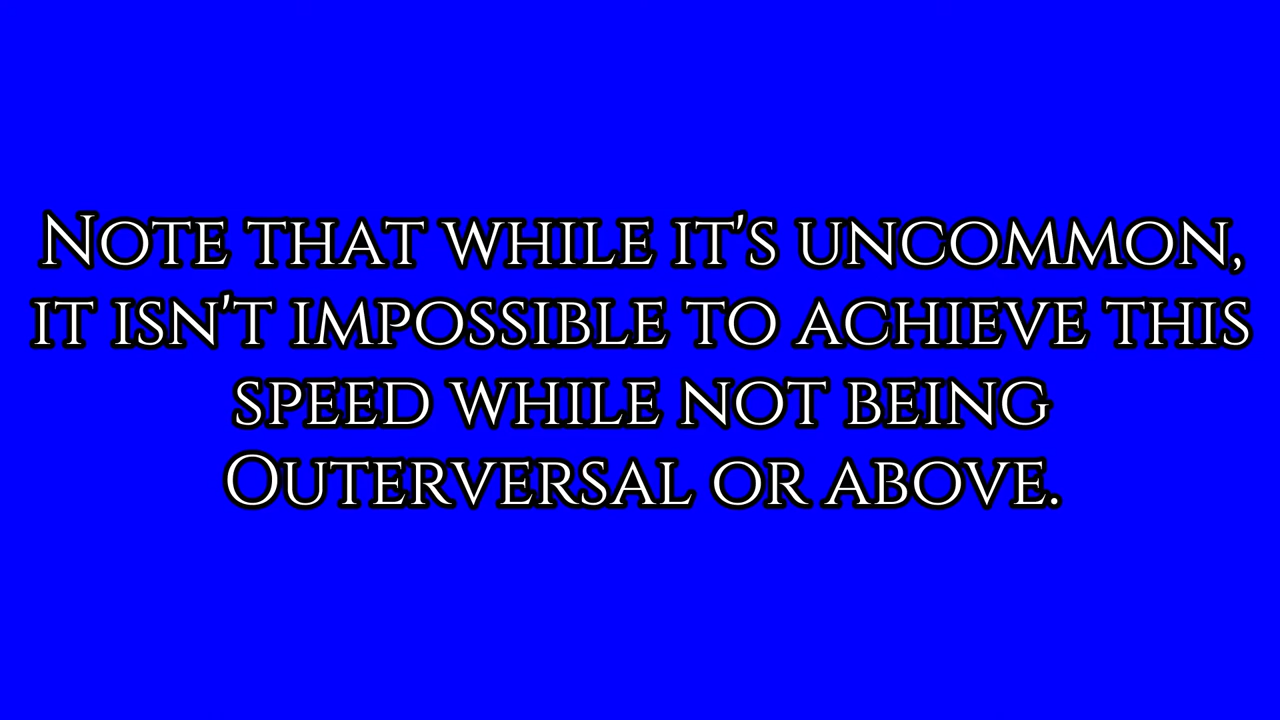 Note that while it's uncommon,
it isn't impossible to achieve this
speed while not being
Outerversal or above.